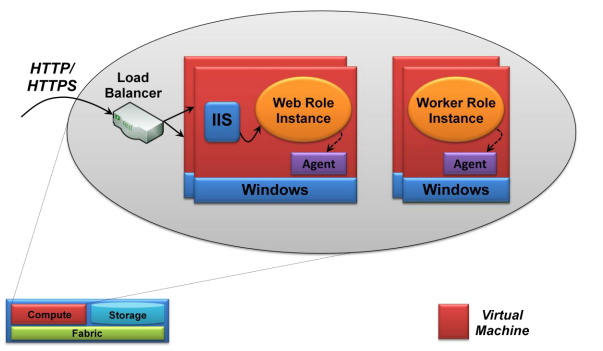 HTTP/
HTTPS
Load
Balancer
IIS
Web Role
Instance
Agent
Windows
Worker Role
Instance
Agent
Windows
Compute
Storage
Fabric
Virtual
Machine